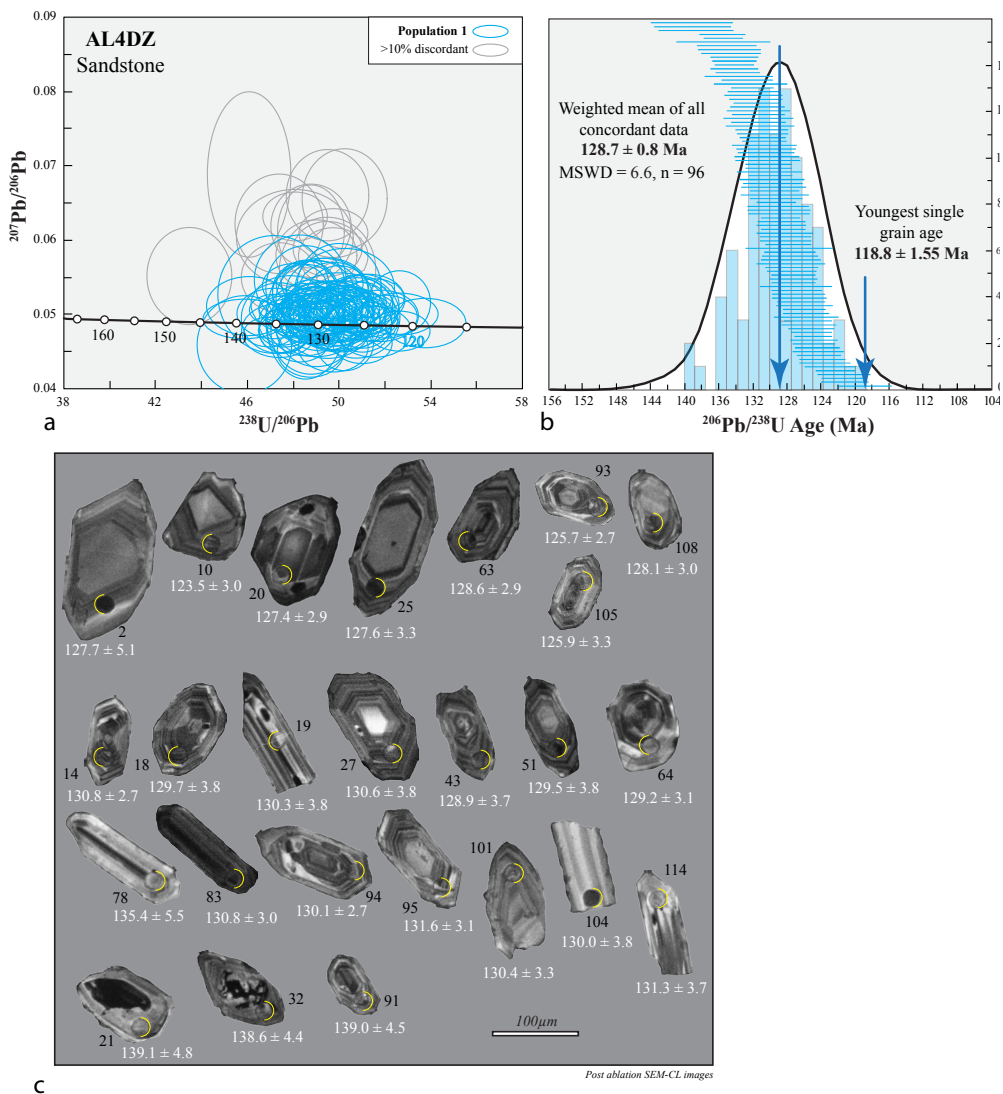 AL4DZ
Sandstone
Population 1
>10% discordant
0.09
0.08
0.07
0.06
0.05
0.04
207Pb/206Pb
160
150
140
130
120
38
42
46
50
54
58
238U/206Pb
a
Weighted mean of all
concordant data
128.7 ± 0.8 Ma
MSWD = 6.6, n = 96
Youngest single
grain age
118.8 ± 1.55 Ma
8
6
4
2
0
156
152
148
144
140
136
132
128
124
120
116
112
108
104
206Pb/238U Age (Ma)
b
2
127.7 ± 5.1
10
123.5 ± 3.0
20
127.4 ± 2.9
25
127.6 ± 3.3
63
128.6 ± 2.9
93
125.7 ± 2.7
108
128.1 ± 3.0
105
125.9 ± 3.3
14
130.8 ± 2.7
18
129.7 ± 3.8
19
130.3 ± 3.8
27
130.6 ± 3.8
43
128.9 ± 3.7
51
129.5 ± 3.8
64
129.2 ± 3.1
78
135.4 ± 5.5
83
130.8 ± 3.0
94
130.1 ± 2.7
95
131.6 ± 3.1
101
130.4 ± 3.3
104
130.0 ± 3.8
114
131.3 ± 3.7
21
139.1 ± 4.8
32
138.6 ± 4.4
91
139.0 ± 4.5
100µm
Post ablation SEM-CL images
c